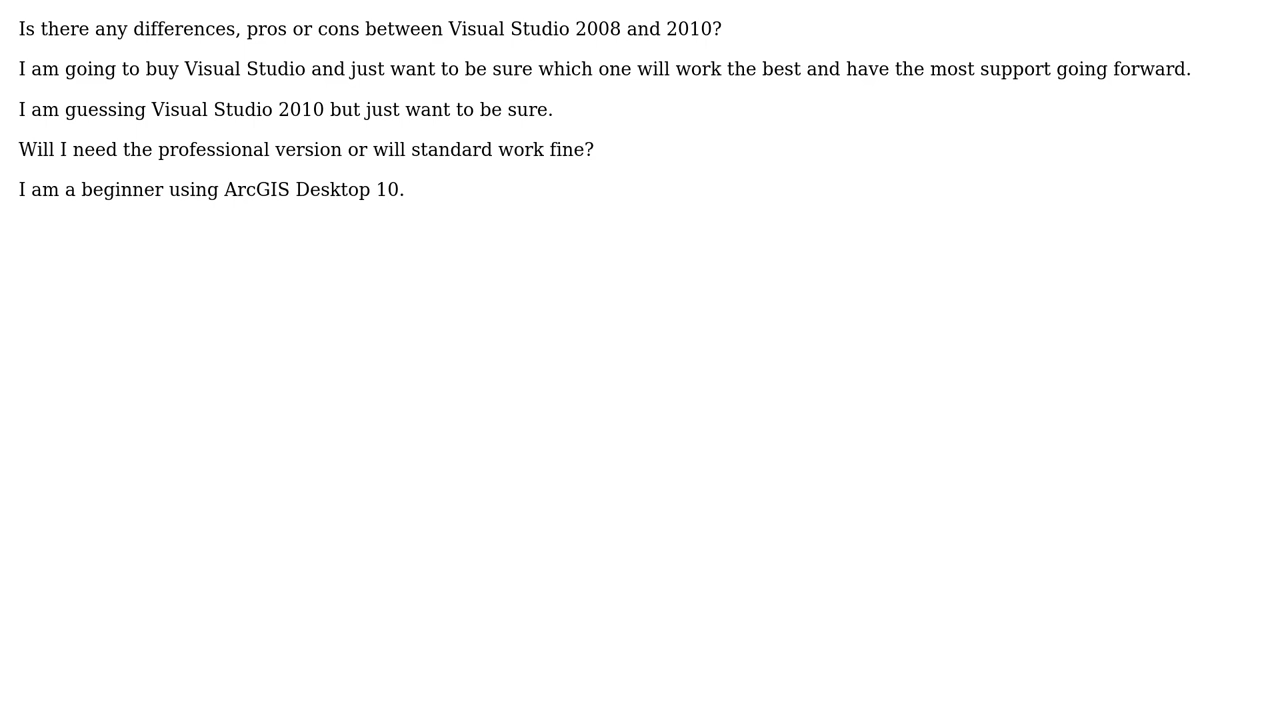 Is there any differences, pros or cons between Visual Studio 2008 and 2010?
I am going to buy Visual Studio and just want to be sure which one will work the best and have the most support going forward.
I am guessing Visual Studio 2010 but just want to be sure.
Will I need the professional version or will standard work fine?
I am a beginner using ArcGIS Desktop 10.